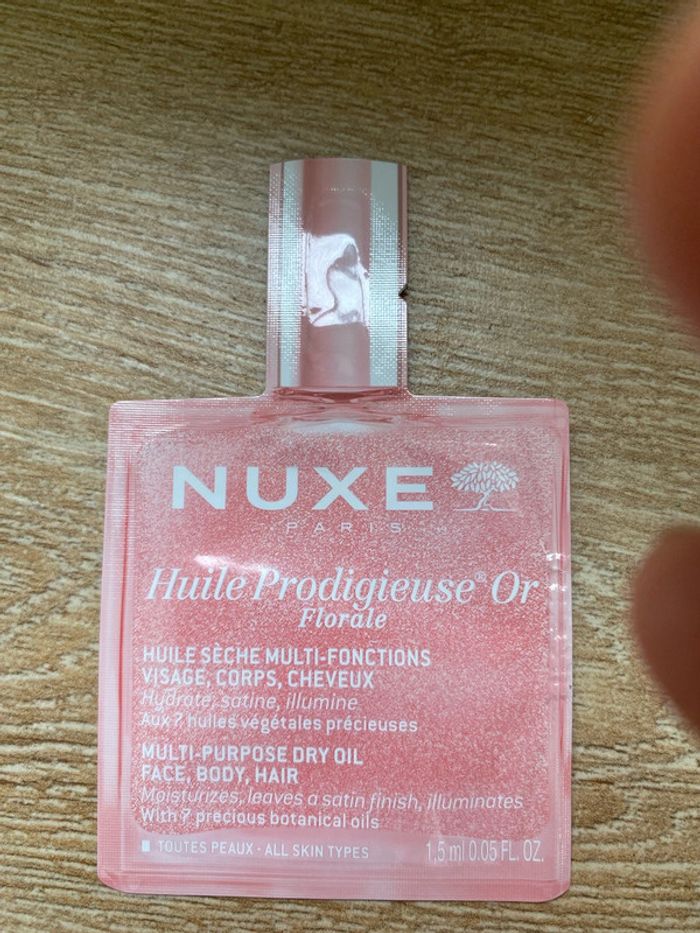 NUXE
PARIS
Huile Prodigieuse® Or
Florale
HUILE SÈCHE MULTI-FONCTIONS
VISAGE, CORPS, CHEVEUX
Hydrate, satine, illumine
Aux 7 huiles végétales précieuses
MULTI-PURPOSE DRY OIL
FACE, BODY, HAIR
Moisturizes, leaves a satin finish, illuminates
With 7 precious botanical oils
TOUTES PEAUX - ALL SKIN TYPES
1,5 ml 0.05 FL. OZ.